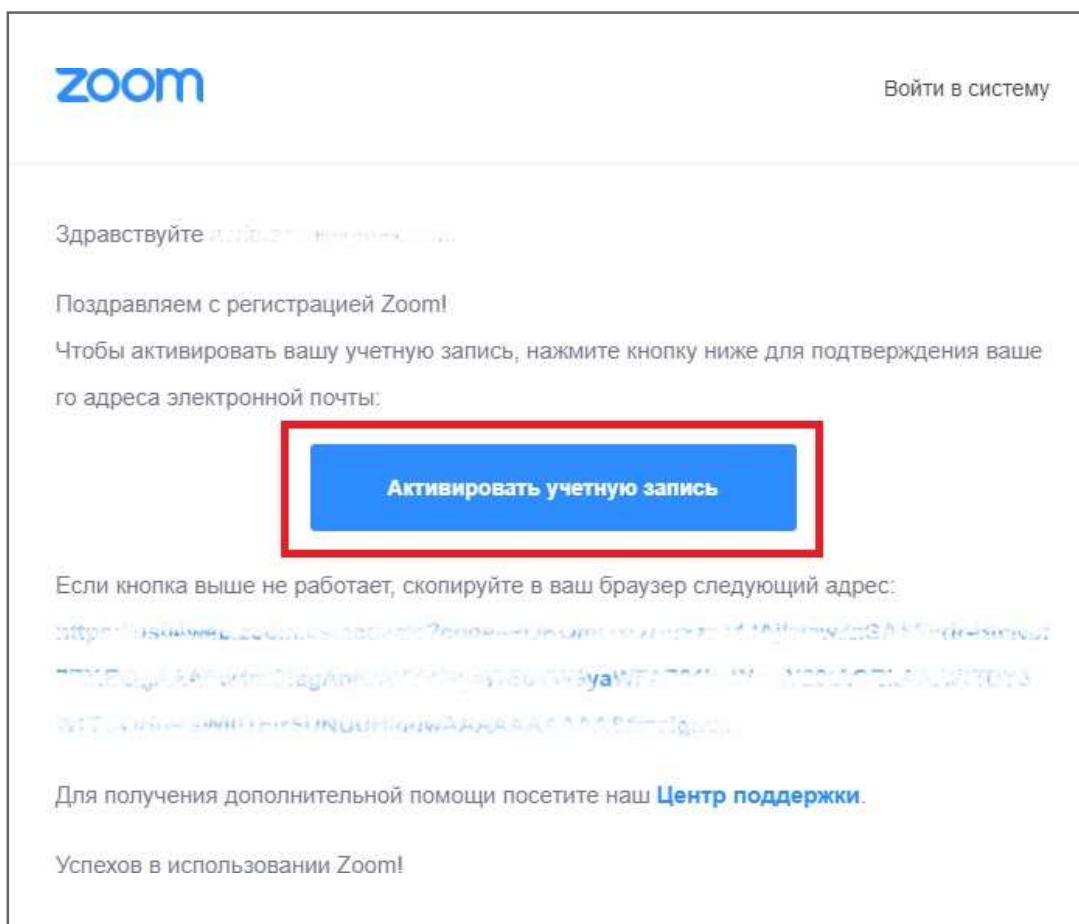 zoom
Войти в систему
Здравствуйте
Поздравляем с регистрацией Zoom!
Чтобы активировать вашу учетную запись, нажмите кнопку ниже для подтверждения ваше
го адреса электронной почты:
Активировать учетную запись
Если кнопка выше не работает, скопируйте в ваш браузер следующий адрес:
Для получения дополнительной помощи посетите наш Центр поддержки.
Успехов в использовании Zoom!